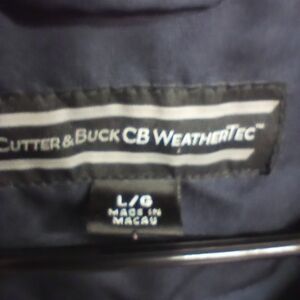 CUTTER & BUCK CB WEATHERTEC™
L/G
MADE IN
MACAU